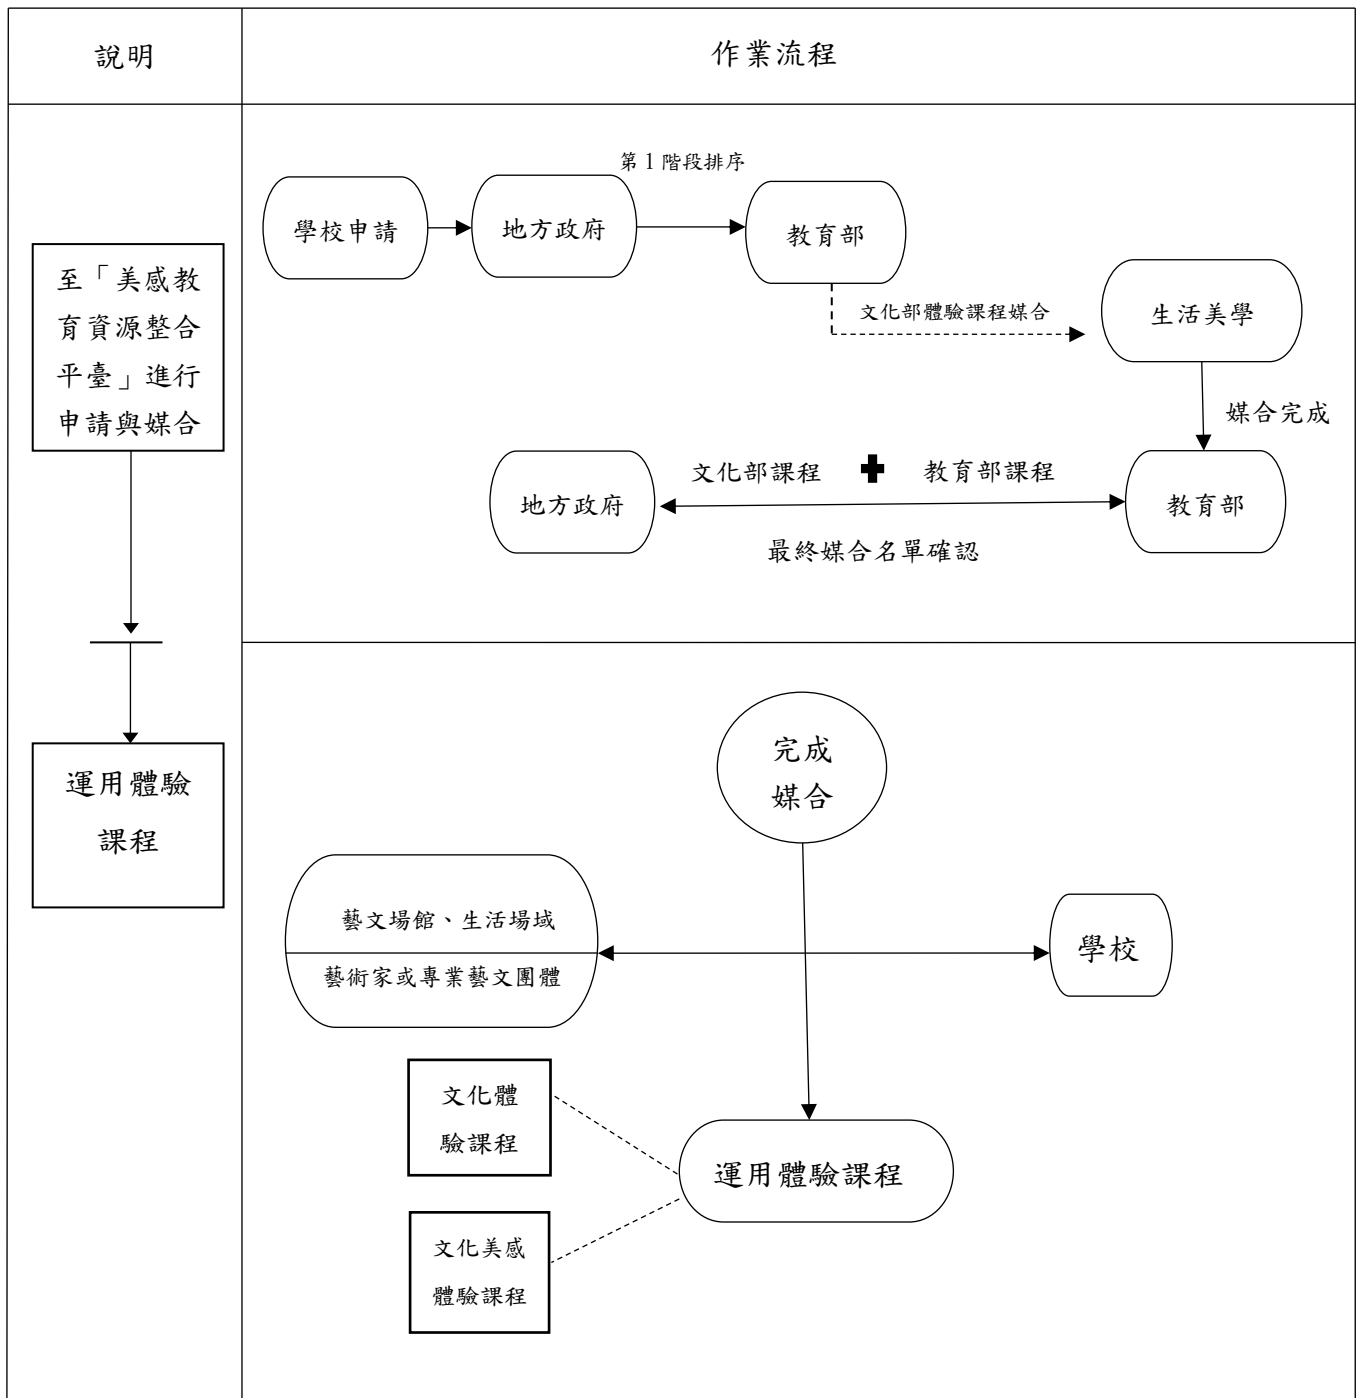 說明
作業流程
至「美感教
育資源整合
平臺」進行
申請與媒合
第1階段排序
學校申請
地方政府
教育部
文化部體驗課程媒合
生活美學
媒合完成
地方政府
文化部課程
教育部課程
教育部
最終媒合名單確認
運用體驗
課程
完成
媒合
藝文場館、生活場域
藝術家或專業藝文團體
學校
文化體
驗課程
運用體驗課程
文化美感
體驗課程